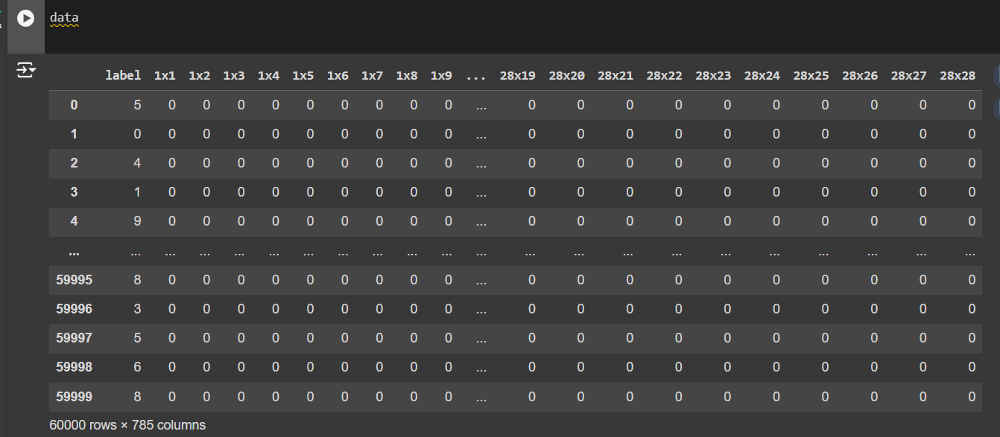 data
label 1x1 1x2 1x3 1x4 1x5 1x6 1x7 1x8 1x9 ... 28x19 28x20 28x21 28x22 28x23 28x24 28x25 28x26 28x27 28x28
0 5 0 0 0 0 0 0 0 0 0 ... 0 0 0 0 0 0 0 0 0 0
1 0 0 0 0 0 0 0 0 0 0 ... 0 0 0 0 0 0 0 0 0 0
2 4 0 0 0 0 0 0 0 0 0 ... 0 0 0 0 0 0 0 0 0 0
3 1 0 0 0 0 0 0 0 0 0 ... 0 0 0 0 0 0 0 0 0 0
4 9 0 0 0 0 0 0 0 0 0 ... 0 0 0 0 0 0 0 0 0 0
... ... ... ... ... ... ... ... ... ... ... ... ... ... ... ... ... ... ... ... ... ...
59995 8 0 0 0 0 0 0 0 0 0 ... 0 0 0 0 0 0 0 0 0 0
59996 3 0 0 0 0 0 0 0 0 0 ... 0 0 0 0 0 0 0 0 0 0
59997 5 0 0 0 0 0 0 0 0 0 ... 0 0 0 0 0 0 0 0 0 0
59998 6 0 0 0 0 0 0 0 0 0 ... 0 0 0 0 0 0 0 0 0 0
59999 8 0 0 0 0 0 0 0 0 0 ... 0 0 0 0 0 0 0 0 0 0
60000 rows × 785 columns